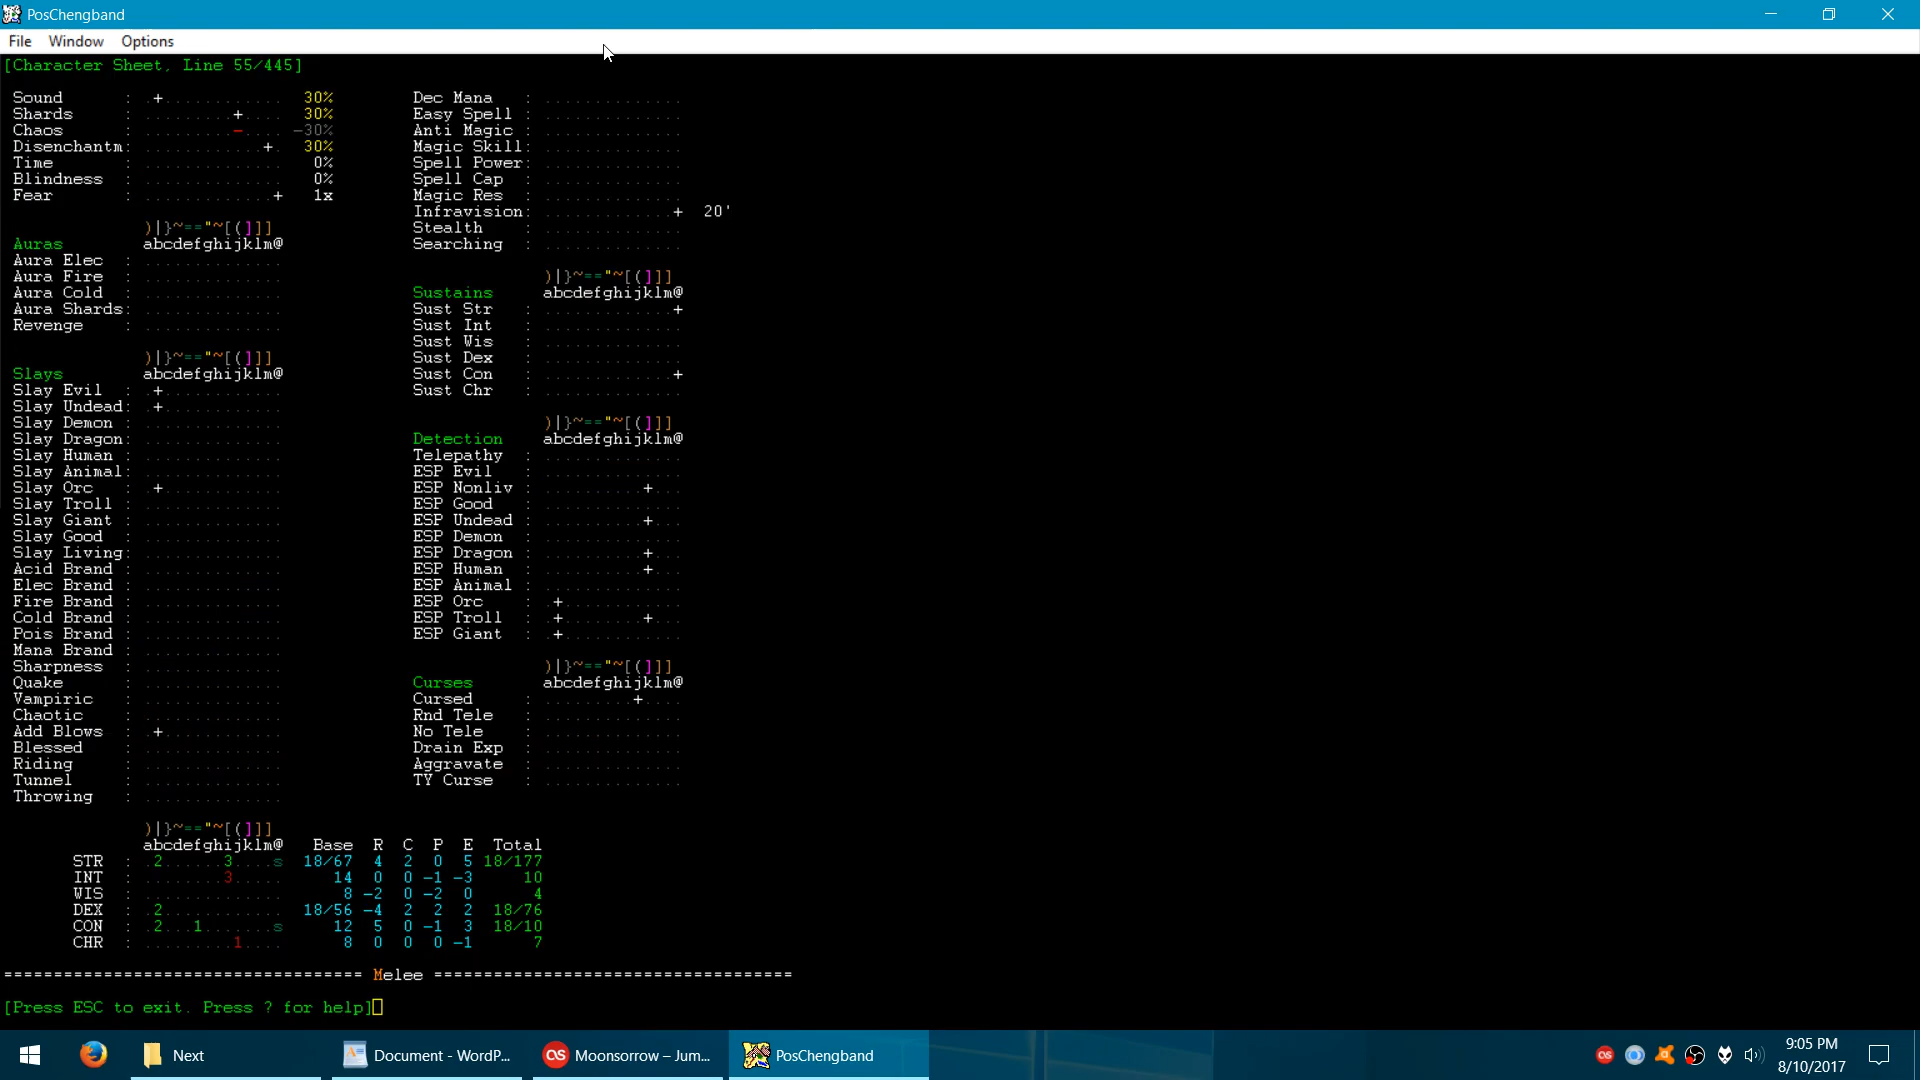 PosChengband
File Window Options
[Character Sheet, Line 55/445]
Sound : .+............ 30%
Shards : .........+.... 30%
Chaos : .........-.... -30%
Disenchantm: ............+. 30%
Time : .............. 0%
Blindness : .............. 0%
Fear : .............+ 1x
)|}~=="~[(]]]
Auras abcdefghijklm@
Aura Elec : ..............
Aura Fire : ..............
Aura Cold : ..............
Aura Shards: ..............
Revenge : ..............
)|}~=="~[(]]]
Slays abcdefghijklm@
Slay Evil : .+............
Slay Undead: .+............
Slay Demon : ..............
Slay Dragon: ..............
Slay Human : ..............
Slay Animal: ..............
Slay Orc : .+............
Slay Troll : ..............
Slay Giant : ..............
Slay Good : ..............
Slay Living: ..............
Acid Brand : ..............
Elec Brand : ..............
Fire Brand : ..............
Cold Brand : ..............
Pois Brand : ..............
Mana Brand : ..............
Sharpness : ..............
Quake : ..............
Vampiric : ..............
Chaotic : ..............
Add Blows : .+............
Blessed : ..............
Riding : ..............
Tunnel : ..............
Throwing : ..............
Dec Mana : ..............
Easy Spell : ..............
Anti Magic : ..............
Magic Skill: ..............
Spell Power: ..............
Spell Cap : ..............
Magic Res : ..............
Infravision: .............+ 20'
Stealth : ..............
Searching : ..............
)|}~=="~[(]]]
Sustains abcdefghijklm@
Sust Str : .............+
Sust Int : ..............
Sust Wis : ..............
Sust Dex : ..............
Sust Con : .............+
Sust Chr : ..............
)|}~=="~[(]]]
Detection abcdefghijklm@
Telepathy : ..............
ESP Evil : ..............
ESP Nonliv : ..........+...
ESP Good : ..............
ESP Undead : ..........+...
ESP Demon : ..............
ESP Dragon : ..........+...
ESP Human : ..........+...
ESP Animal : ..............
ESP Orc : .+............
ESP Troll : .+........+...
ESP Giant : .+............
)|}~=="~[(]]]
Curses abcdefghijklm@
Cursed : .........+....
Rnd Tele : ..............
No Tele : ..............
Drain Exp : ..............
Aggravate : ..............
TY Curse : ..............
)|}~=="~[(]]]
abcdefghijklm@ Base R C P E Total
STR : .2......3....s 18/67 4 2 0 5 18/177
INT : ........3..... 14 0 0 -1 -3 10
WIS : .............. 8 -2 0 -2 0 4
DEX : .2............ 18/56 -4 2 2 2 18/76
CON : .2...1.......s 12 5 0 -1 3 18/10
CHR : .........1.... 8 0 0 0 -1 7
==================================== Melee ====================================
[Press ESC to exit. Press ? for help]
Next
Document - WordP...
Moonsorrow – Jum...
PosChengband
9:05 PM
8/10/2017